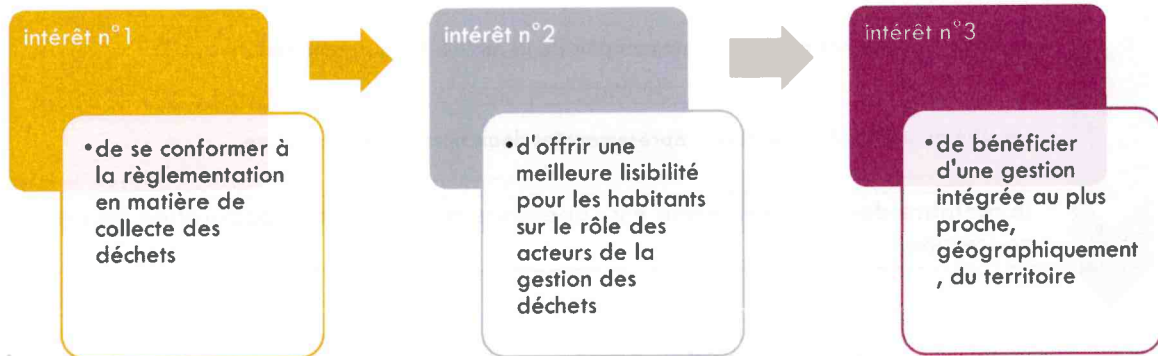 intérêt n°1
•de se conformer à
la règlementation
en matière de
collecte des
déchets
intérêt n°2
•d'offrir une
meilleure lisibilité
pour les habitants
sur le rôle des
acteurs de la
gestion des
déchets
intérêt n°3
•de bénéficier
d'une gestion
intégrée au plus
proche,
géographiquement
, du territoire